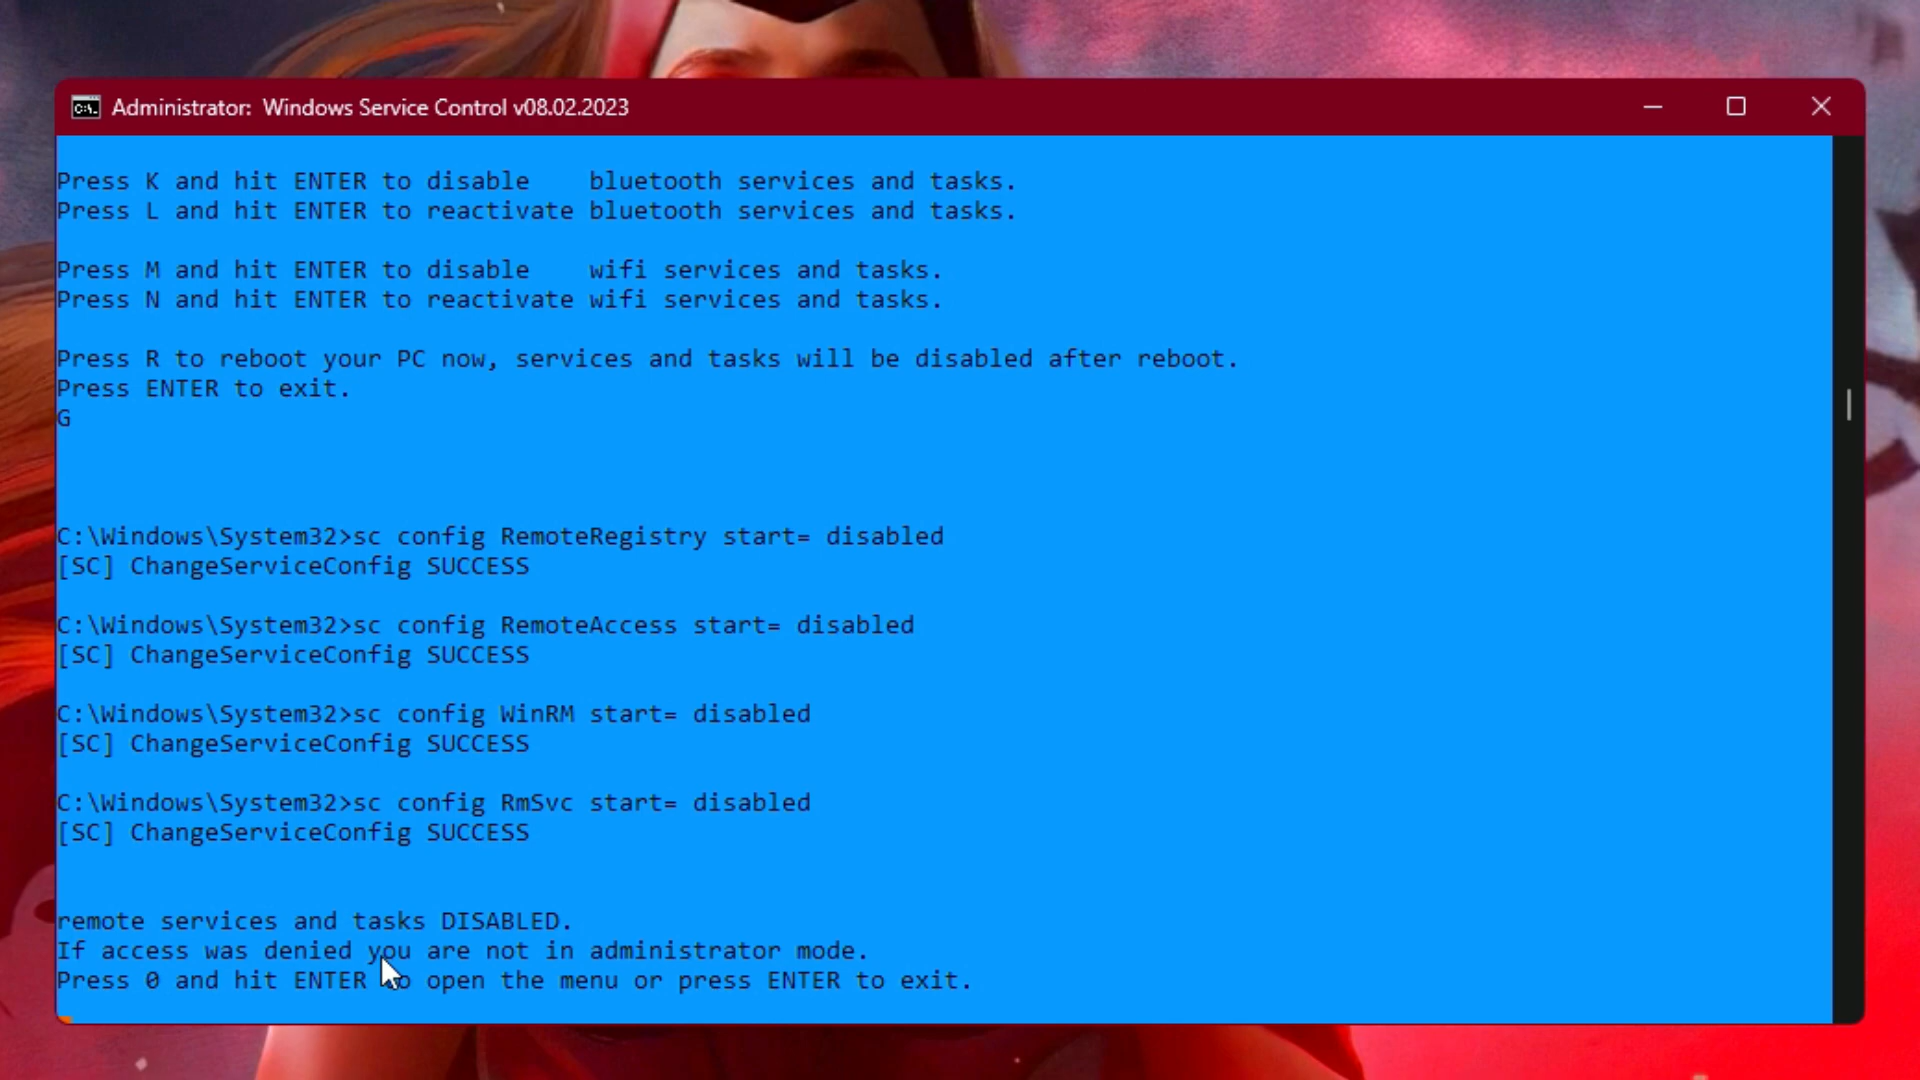 Administrator:  Windows Service Control v08.02.2023
Press K and hit ENTER to disable    bluetooth services and tasks.
Press L and hit ENTER to reactivate bluetooth services and tasks.
Press M and hit ENTER to disable    wifi services and tasks.
Press N and hit ENTER to reactivate wifi services and tasks.
Press R to reboot your PC now, services and tasks will be disabled after reboot.
Press ENTER to exit.
G
C:\Windows\System32>sc config RemoteRegistry start= disabled
[SC] ChangeServiceConfig SUCCESS
C:\Windows\System32>sc config RemoteAccess start= disabled
[SC] ChangeServiceConfig SUCCESS
C:\Windows\System32>sc config WinRM start= disabled
[SC] ChangeServiceConfig SUCCESS
C:\Windows\System32>sc config RmSvc start= disabled
[SC] ChangeServiceConfig SUCCESS
remote services and tasks DISABLED.
If access was denied you are not in administrator mode.
Press 0 and hit ENTER to open the menu or press ENTER to exit.